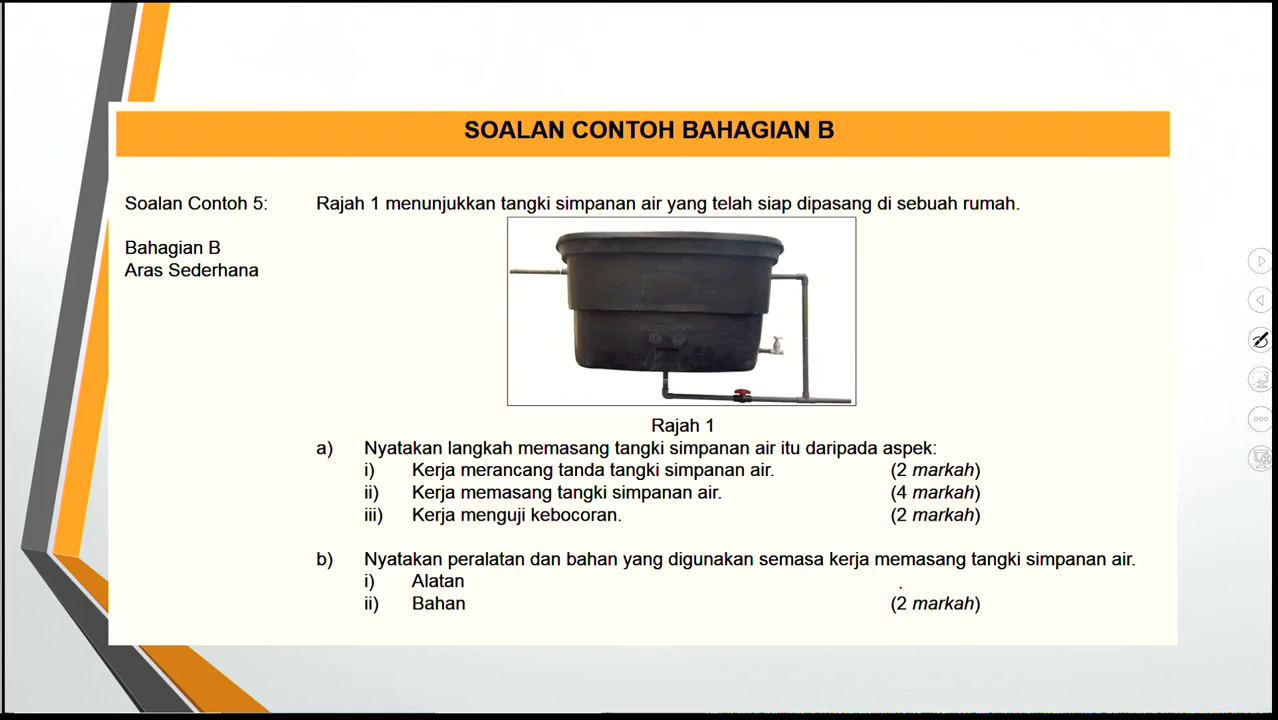 SOALAN CONTOH BAHAGIAN B
Soalan Contoh 5: Rajah 1 menunjukkan tangki simpanan air yang telah siap dipasang di sebuah rumah.
Bahagian B
Aras Sederhana
Rajah 1
a) Nyatakan langkah memasang tangki simpanan air itu daripada aspek:
i) Kerja merancang tanda tangki simpanan air. (2 markah)
ii) Kerja memasang tangki simpanan air. (4 markah)
iii) Kerja menguji kebocoran. (2 markah)
b) Nyatakan peralatan dan bahan yang digunakan semasa kerja memasang tangki simpanan air.
i) Alatan
ii) Bahan (2 markah)